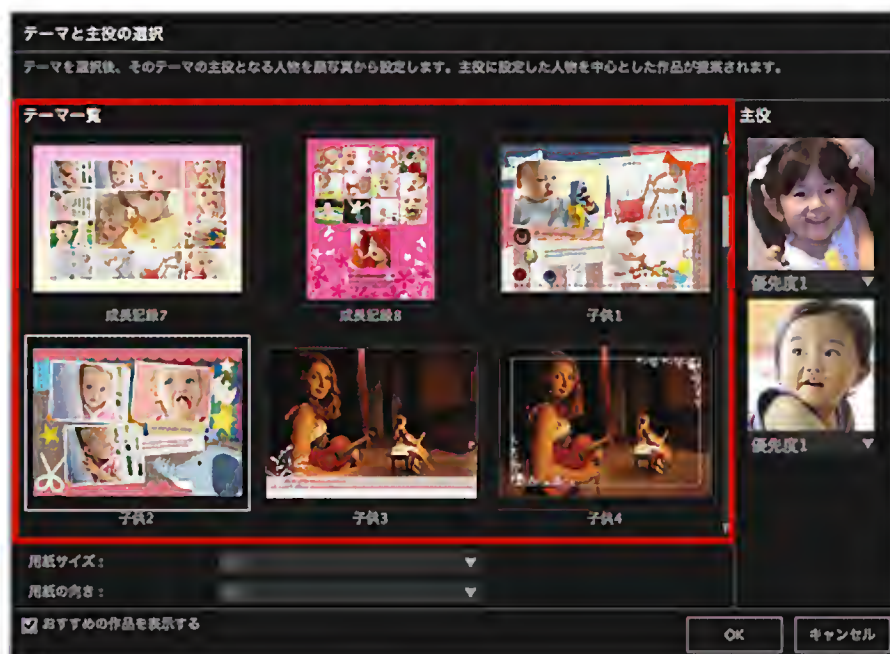 テーマと主役の選択
テーマを選択後、そのテーマの主役となる人物を顔写真から設定します。主役に設定した人物を中心とした作品が提案されます。
テーマ一覧
主役
成長記録7
成長記録8
子供1
優先度1
子供2
子供3
子供4
優先度1
用紙サイズ:
用紙の向き:
おすすめの作品を表示する
OK
キャンセル